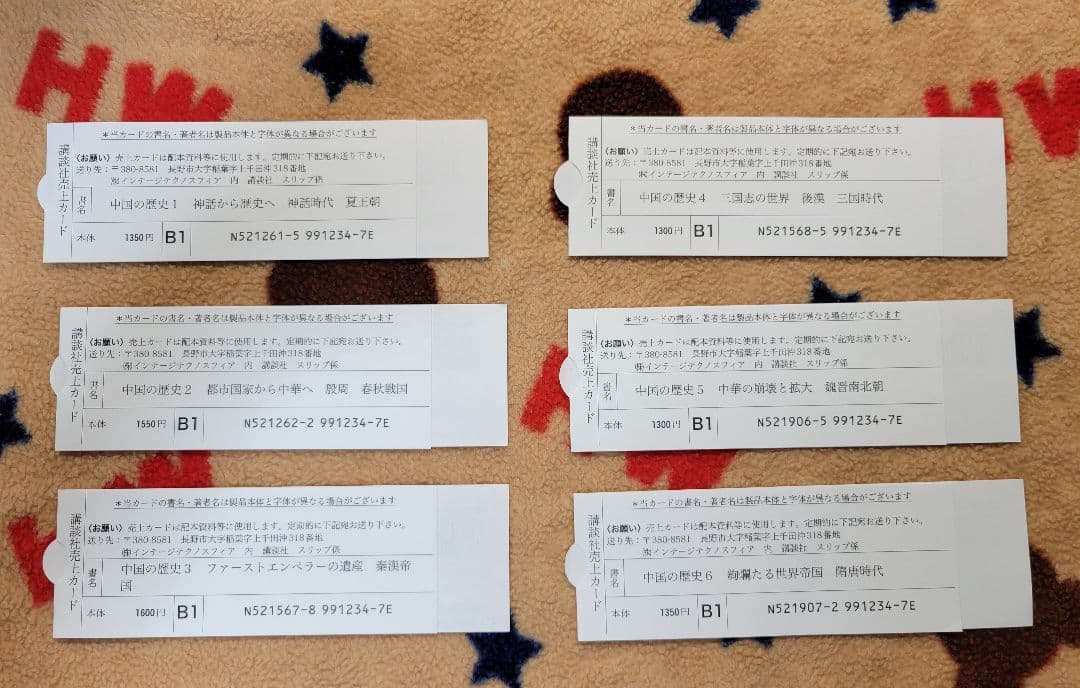 HW
HW
講談社売上カード
＊当カードの書名・著者名は製品本体と字体が異なる場合がございます
〈お願い〉売上カードは配本資料等に使用します。定期的に下記宛お送り下さい。
送り先：〒380-8581 長野市大字稲葉字上千田沖318番地
㈱インテージテクノスフィア 内 講談社 スリップ係
書名
中国の歴史１ 神話から歴史へ 神話時代 夏王朝
本体 1350円 B1 N521261-5 991234-7E
講談社売上カード
＊当カードの書名・著者名は製品本体と字体が異なる場合がございます
〈お願い〉売上カードは配本資料等に使用します。定期的に下記宛お送り下さい。
送り先：〒380-8581 長野市大字稲葉字上千田沖318番地
㈱インテージテクノスフィア 内 講談社 スリップ係
書名
中国の歴史２ 都市国家から中華へ 殷周 春秋戦国
本体 1550円 B1 N521262-2 991234-7E
講談社売上カード
＊当カードの書名・著者名は製品本体と字体が異なる場合がございます
〈お願い〉売上カードは配本資料等に使用します。定期的に下記宛お送り下さい。
送り先：〒380-8581 長野市大字稲葉字上千田沖318番地
㈱インテージテクノスフィア 内 講談社 スリップ係
書名
中国の歴史３ ファーストエンペラーの遺産 秦漢帝
国
本体 1600円 B1 N521567-8 991234-7E
講談社売上カード
＊当カードの書名・著者名は製品本体と字体が異なる場合がございます
〈お願い〉売上カードは配本資料等に使用します。定期的に下記宛お送り下さい。
送り先：〒380-8581 長野市大字稲葉字上千田沖318番地
㈱インテージテクノスフィア 内 講談社 スリップ係
書名
中国の歴史４ 三国志の世界 後漢 三国時代
本体 1300円 B1 N521568-5 991234-7E
講談社売上カード
＊当カードの書名・著者名は製品本体と字体が異なる場合がございます
〈お願い〉売上カードは配本資料等に使用します。定期的に下記宛お送り下さい。
送り先：〒380-8581 長野市大字稲葉字上千田沖318番地
㈱インテージテクノスフィア 内 講談社 スリップ係
書名
中国の歴史５ 中華の崩壊と拡大 魏晋南北朝
本体 1300円 B1 N521906-5 991234-7E
講談社売上カード
＊当カードの書名・著者名は製品本体と字体が異なる場合がございます
〈お願い〉売上カードは配本資料等に使用します。定期的に下記宛お送り下さい。
送り先：〒380-8581 長野市大字稲葉字上千田沖318番地
㈱インテージテクノスフィア 内 講談社 スリップ係
書名
中国の歴史６ 絢爛たる世界帝国 隋唐時代
本体 1350円 B1 N521907-2 991234-7E